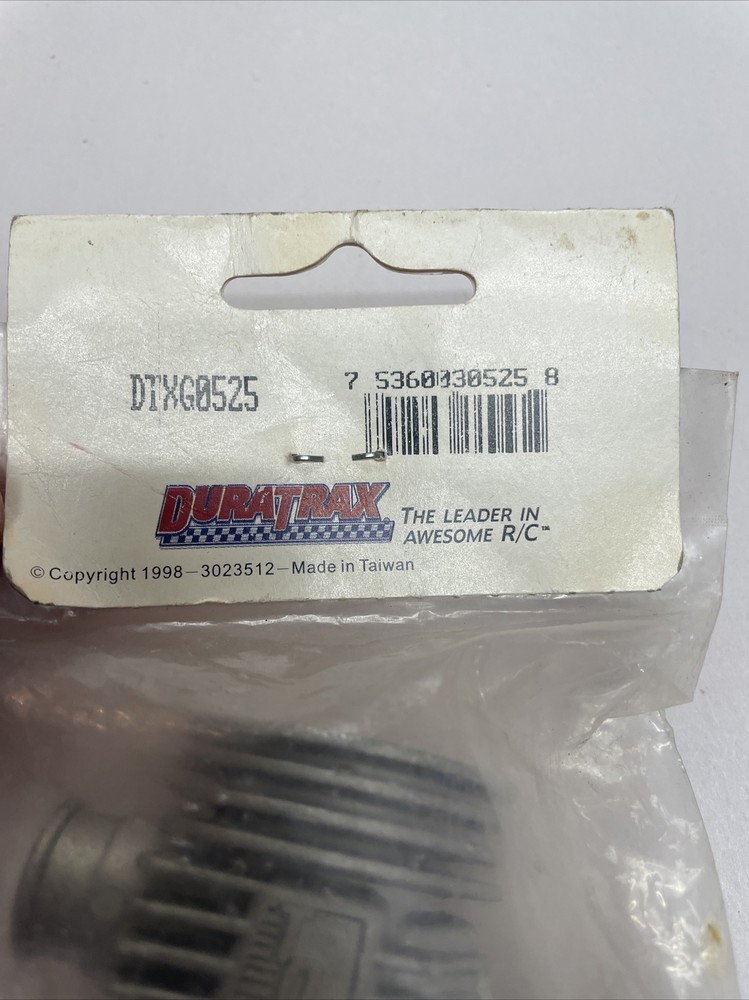 DTXG0525
7 5360030525 8
DURATRAX
THE LEADER IN
AWESOME R/C™
© Copyright 1998–3023512–Made in Taiwan